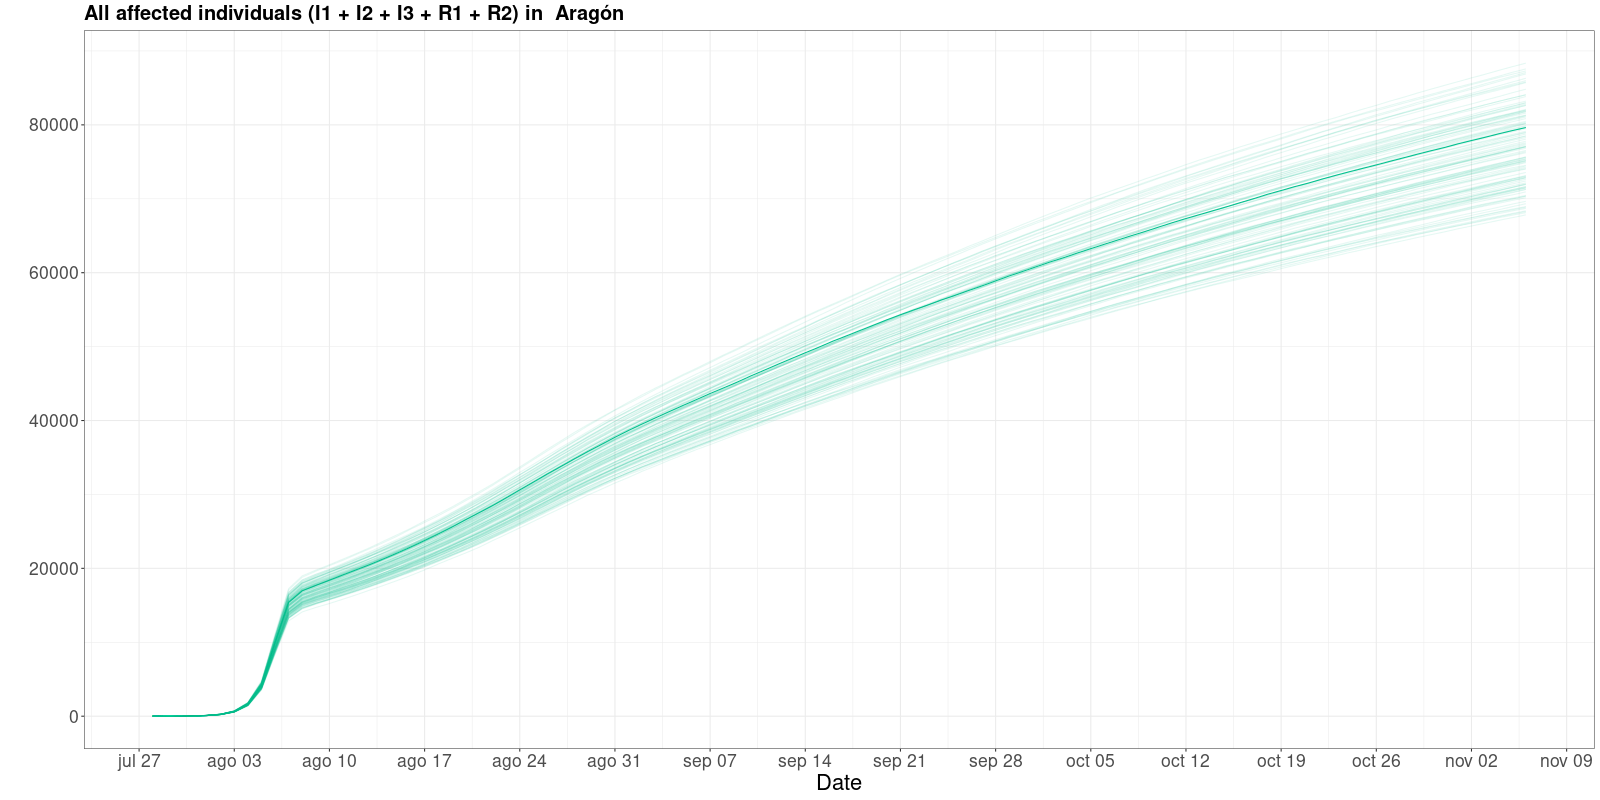 All affected individuals (I1 + I2 + I3 + R1 + R2) in  Aragón
80000
60000
40000
20000
0
jul 27 ago 03 ago 10 ago 17 ago 24 ago 31 sep 07 sep 14 sep 21 sep 28 oct 05 oct 12 oct 19 oct 26 nov 02 nov 09
Date